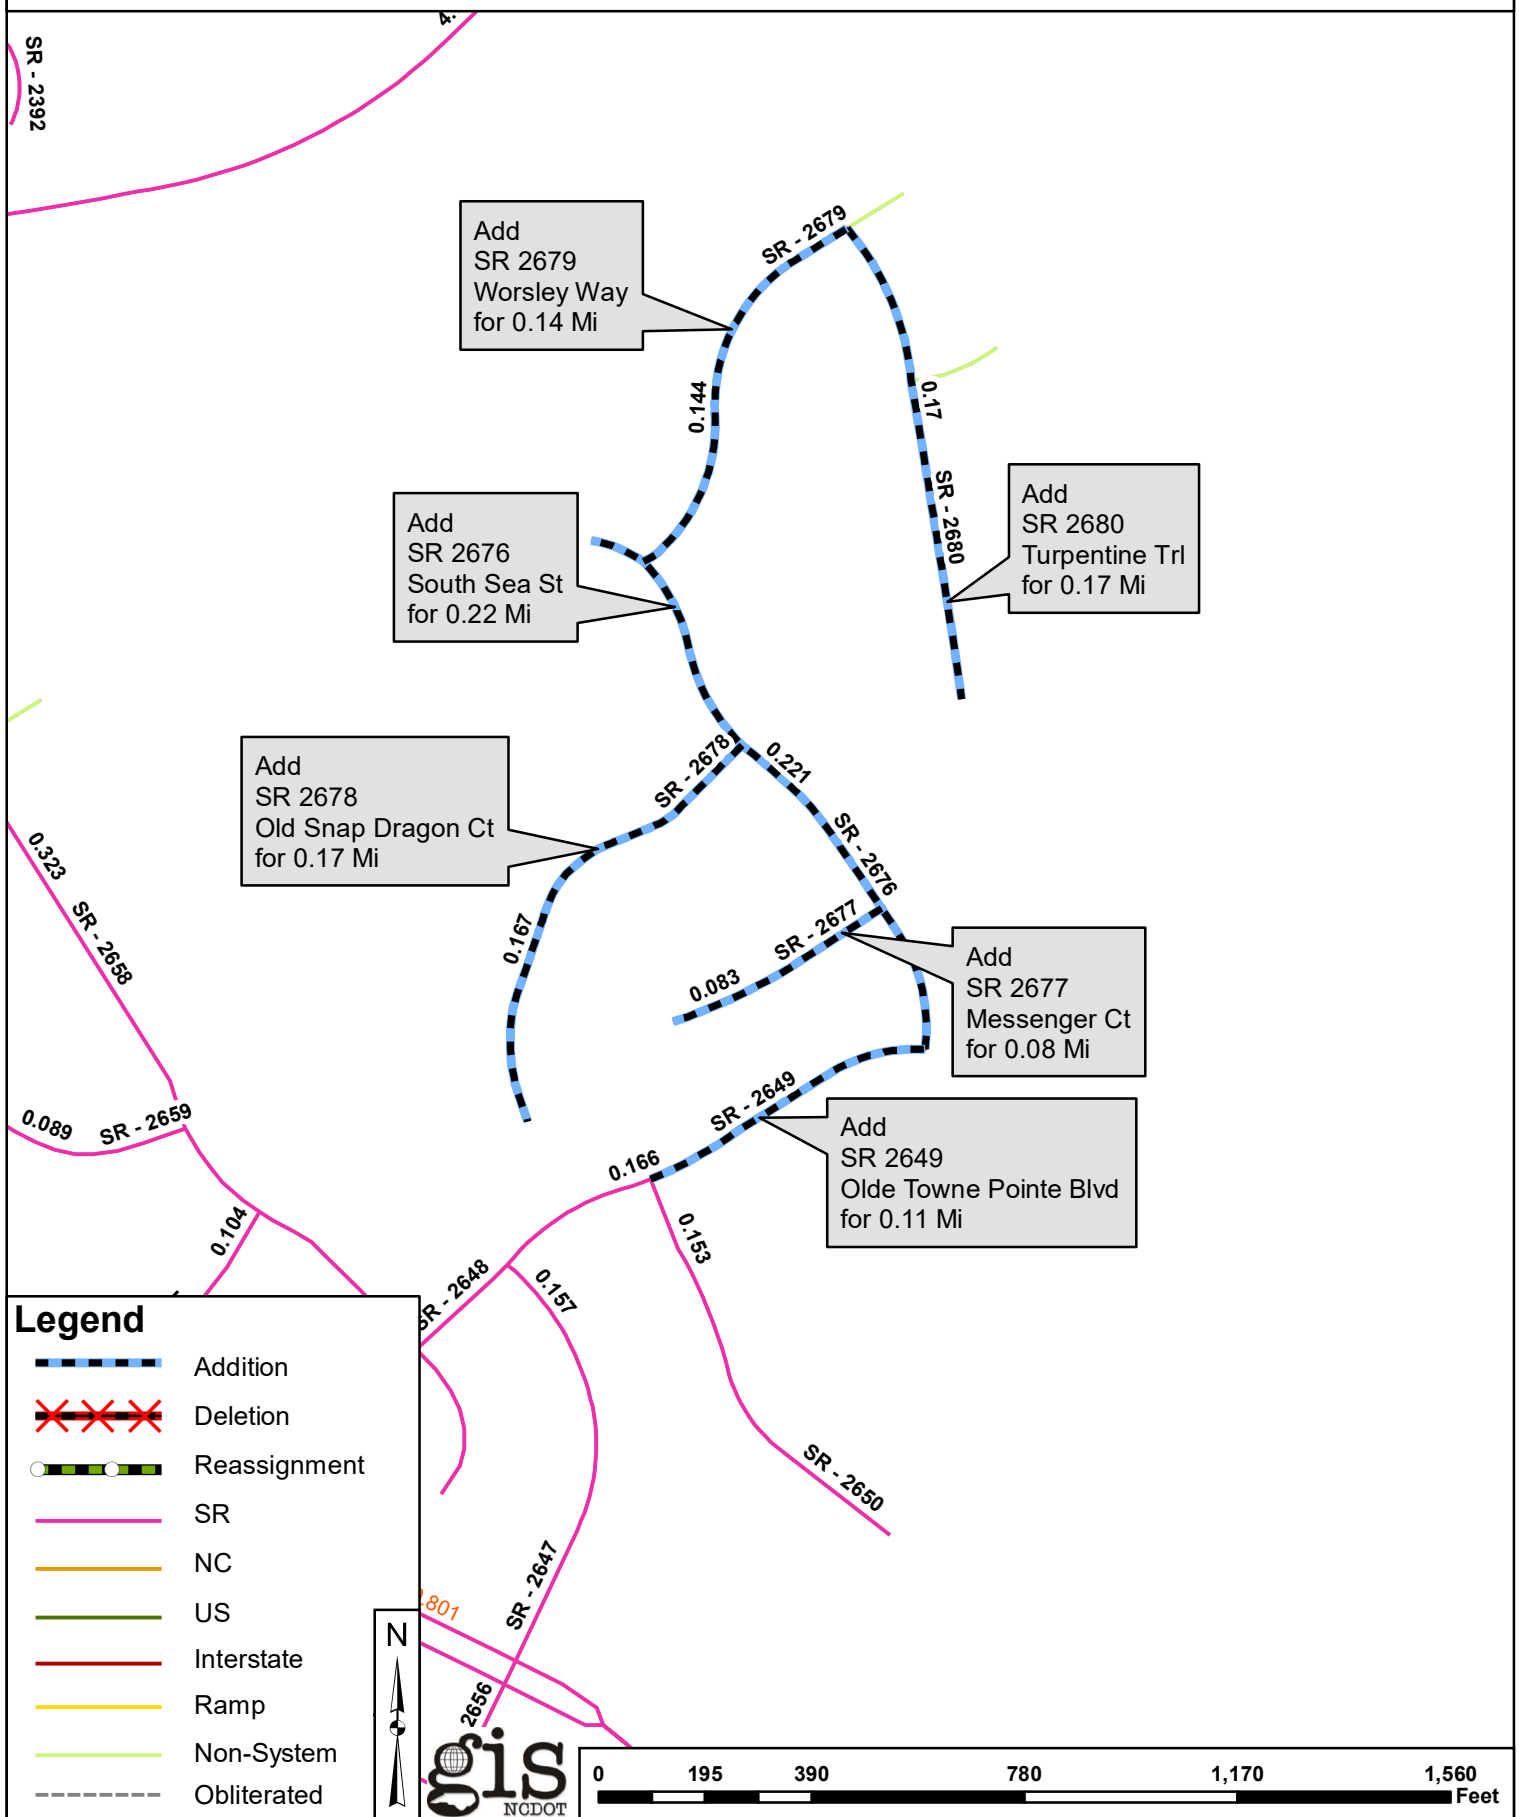 SR - 2392
4.
SR - 2679
Add
SR 2679
Worsley Way
for 0.14 Mi
0.144
0.17
SR - 2680
Add
SR 2680
Turpentine Trl
for 0.17 Mi
Add
SR 2676
South Sea St
for 0.22 Mi
SR - 2678
0.221
Add
SR 2678
Old Snap Dragon Ct
for 0.17 Mi
SR - 2676
0.323
SR - 2658
0.167
SR - 2677
0.083
Add
SR 2677
Messenger Ct
for 0.08 Mi
SR - 2649
Add
SR 2649
Olde Towne Pointe Blvd
for 0.11 Mi
0.089
SR - 2659
0.166
0.104
0.153
SR - 2648
0.157
SR - 2650
SR - 2647
.801
2656
Legend
Addition
Deletion
Reassignment
SR
NC
US
Interstate
Ramp
Non-System
Obliterated
N
gis
NCDOT
0 195 390 780 1,170 1,560
Feet